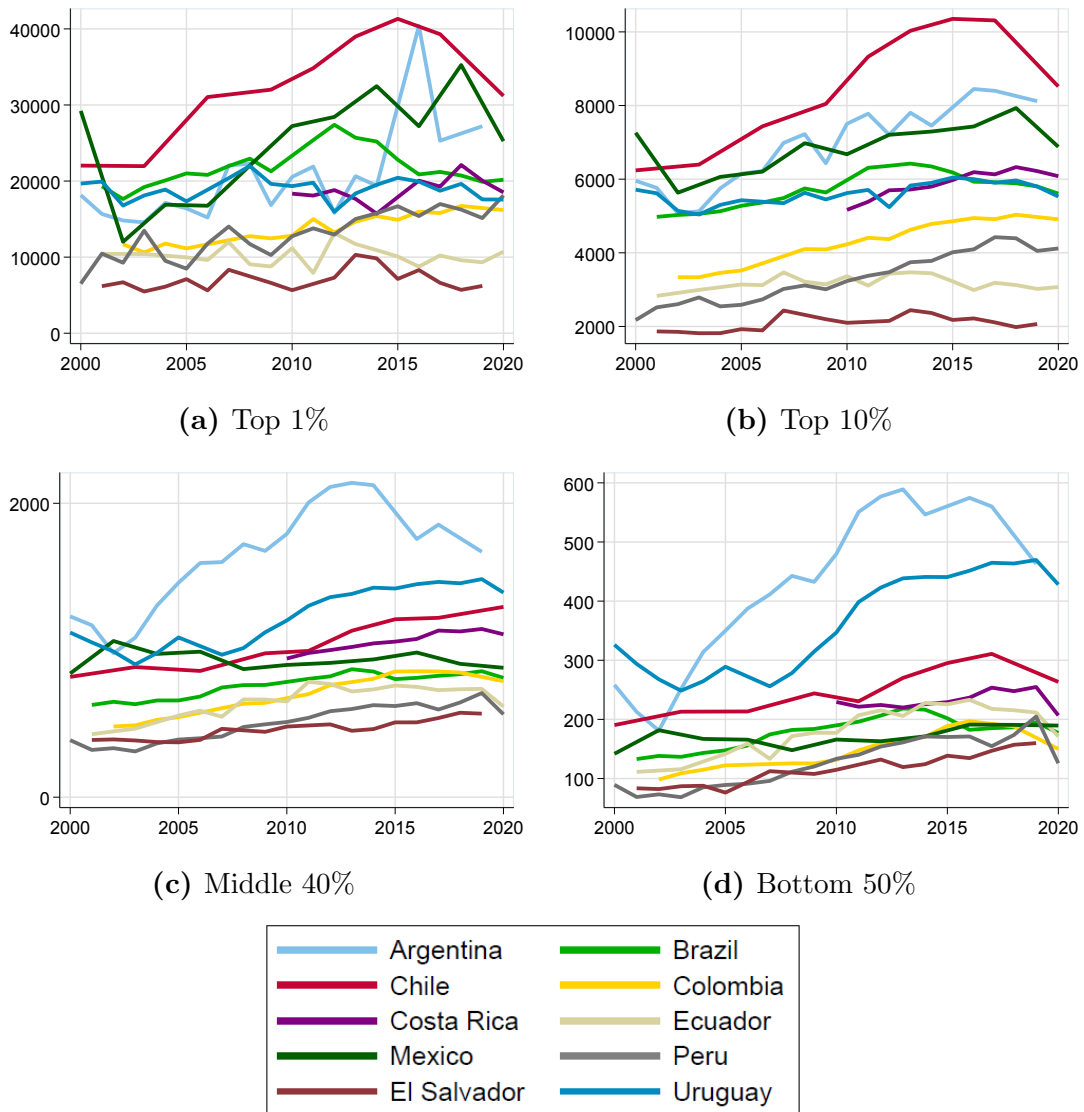 40000
30000
20000
10000
0
2000 2005 2010 2015 2020
(a) Top 1%
10000
8000
6000
4000
2000
2000 2005 2010 2015 2020
(b) Top 10%
2000
0
2000 2005 2010 2015 2020
(c) Middle 40%
600
500
400
300
200
100
2000 2005 2010 2015 2020
(d) Bottom 50%
Argentina Brazil
Chile Colombia
Costa Rica Ecuador
Mexico Peru
El Salvador Uruguay